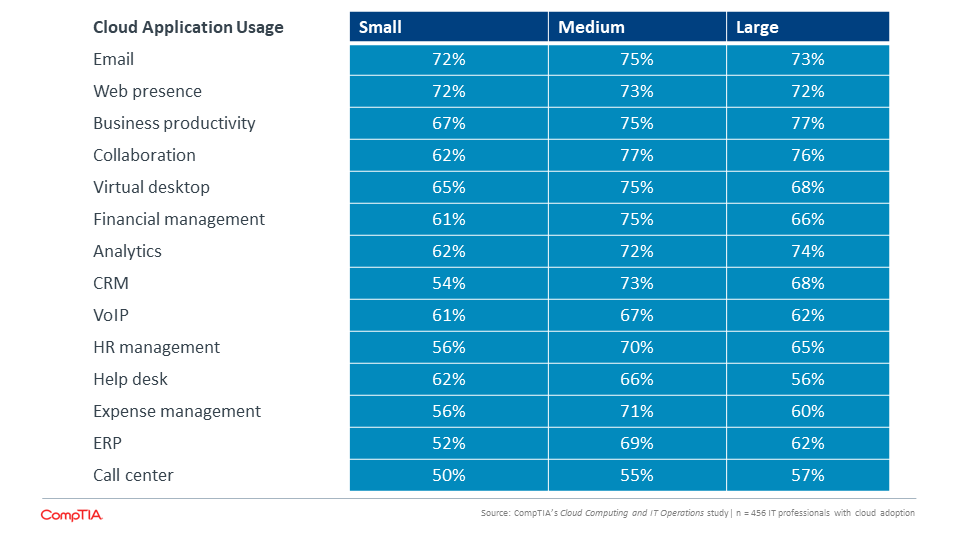 Cloud Application Usage Small Medium Large
Email 72% 75% 73%
Web presence 72% 73% 72%
Business productivity 67% 75% 77%
Collaboration 62% 77% 76%
Virtual desktop 65% 75% 68%
Financial management 61% 75% 66%
Analytics 62% 72% 74%
CRM 54% 73% 68%
VoIP 61% 67% 62%
HR management 56% 70% 65%
Help desk 62% 66% 56%
Expense management 56% 71% 60%
ERP 52% 69% 62%
Call center 50% 55% 57%
CompTIA Source: CompTIA's Cloud Computing and IT Operations study | n = 456 IT professionals with cloud adoption